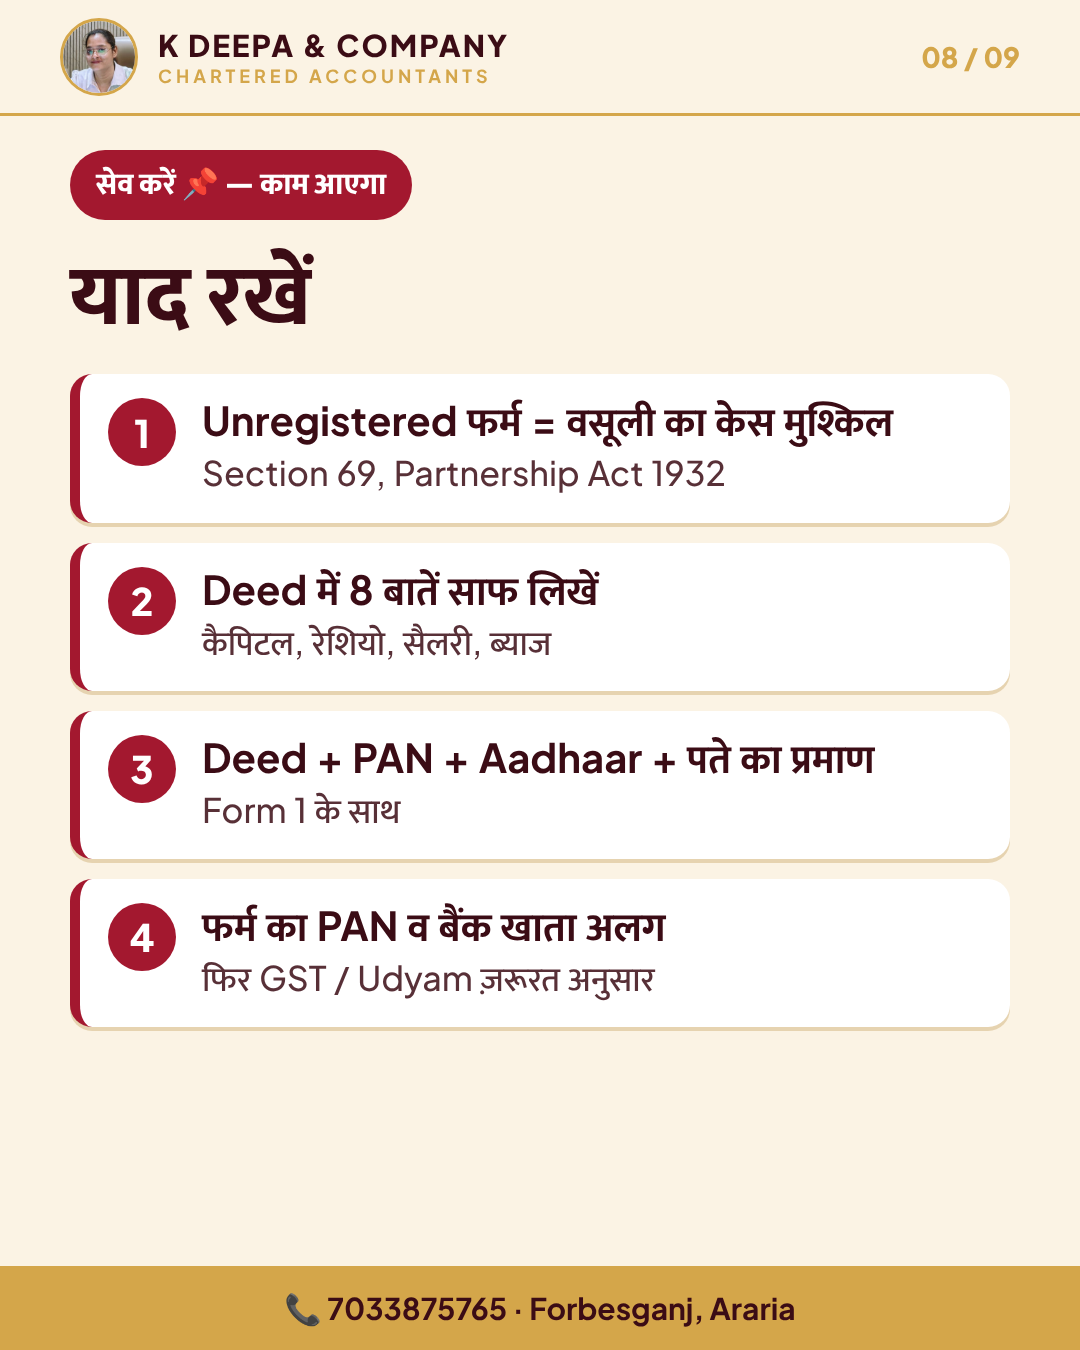 K DEEPA & COMPANY
CHARTERED ACCOUNTANTS
08 / 09
सेव करें 📌 — काम आएगा
याद रखें
1
Unregistered फर्म = वसूली का केस मुश्किल
Section 69, Partnership Act 1932
2
Deed में 8 बातें साफ लिखें
कैपिटल, रेशियो, सैलरी, ब्याज
3
Deed + PAN + Aadhaar + पते का प्रमाण
Form 1 के साथ
4
फर्म का PAN व बैंक खाता अलग
फिर GST / Udyam ज़रूरत अनुसार
📞 7033875765 · Forbesganj, Araria